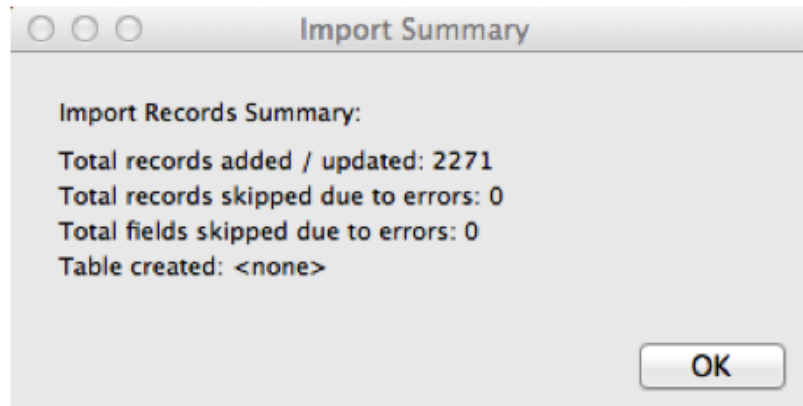 Import Summary
Import Records Summary:
Total records added / updated: 2271
Total records skipped due to errors: 0
Total fields skipped due to errors: 0
Table created: <none>
OK